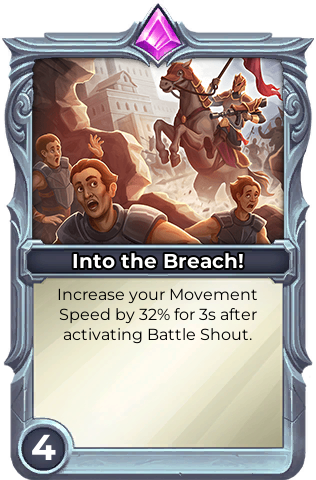 Into the Breach!
Increase your Movement
Speed by 32% for 3s after
activating Battle Shout.
4